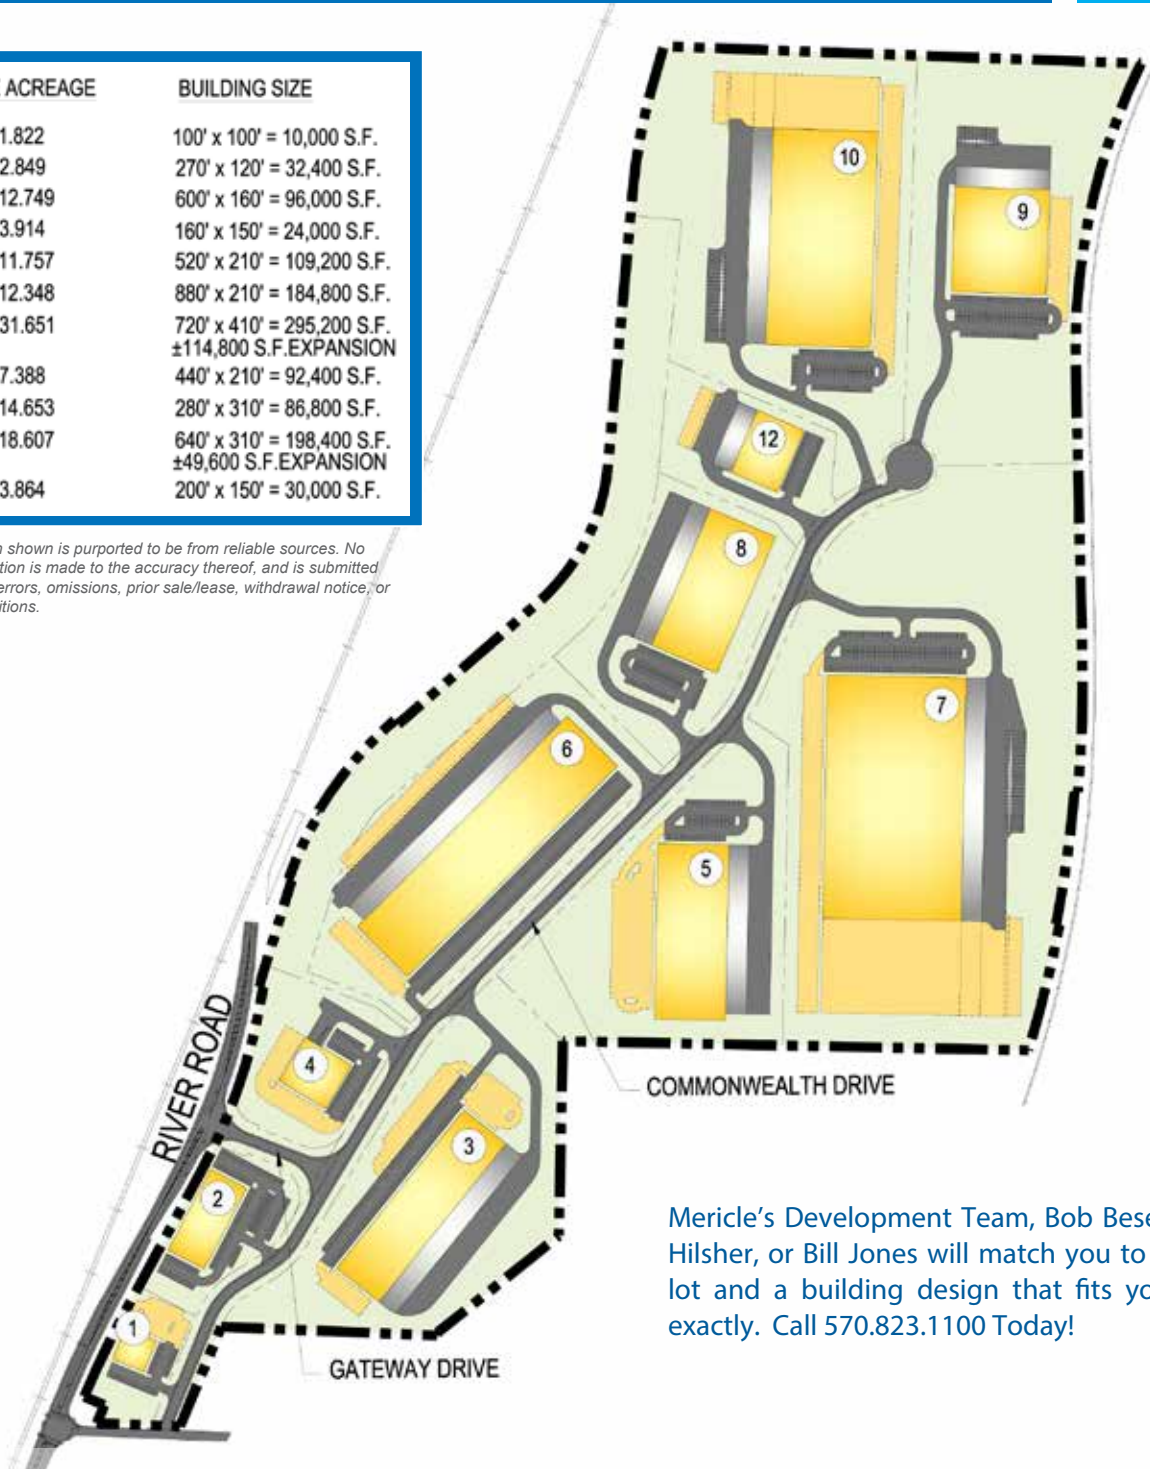 ACREAGE BUILDING SIZE
1.822 100' x 100' = 10,000 S.F.
2.849 270' x 120' = 32,400 S.F.
12.749 600' x 160' = 96,000 S.F.
3.914 160' x 150' = 24,000 S.F.
11.757 520' x 210' = 109,200 S.F.
12.348 880' x 210' = 184,800 S.F.
31.651 720' x 410' = 295,200 S.F.
±114,800 S.F.EXPANSION
7.388 440' x 210' = 92,400 S.F.
14.653 280' x 310' = 86,800 S.F.
18.607 640' x 310' = 198,400 S.F.
±49,600 S.F.EXPANSION
3.864 200' x 150' = 30,000 S.F.
shown is purported to be from reliable sources. No
is made to the accuracy thereof, and is submitted
errors, omissions, prior sale/lease, withdrawal notice, or
10
9
12
8
7
6
5
4
3
2
1
RIVER ROAD
COMMONWEALTH DRIVE
GATEWAY DRIVE
Mericle's Development Team, Bob Bese
Hilsher, or Bill Jones will match you to
lot and a building design that fits yo
exactly. Call 570.823.1100 Today!